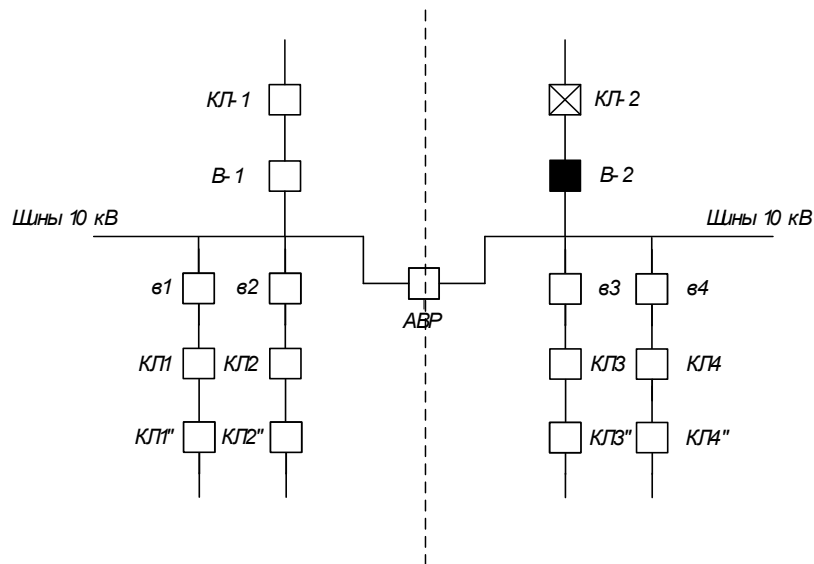 КЛ-1
КЛ-2
В-1
В-2
Шины 10 кВ
Шины 10 кВ
в1
в2
в3
в4
АВР
КЛ1
КЛ2
КЛ3
КЛ4
КЛ1"
КЛ2"
КЛ3"
КЛ4"